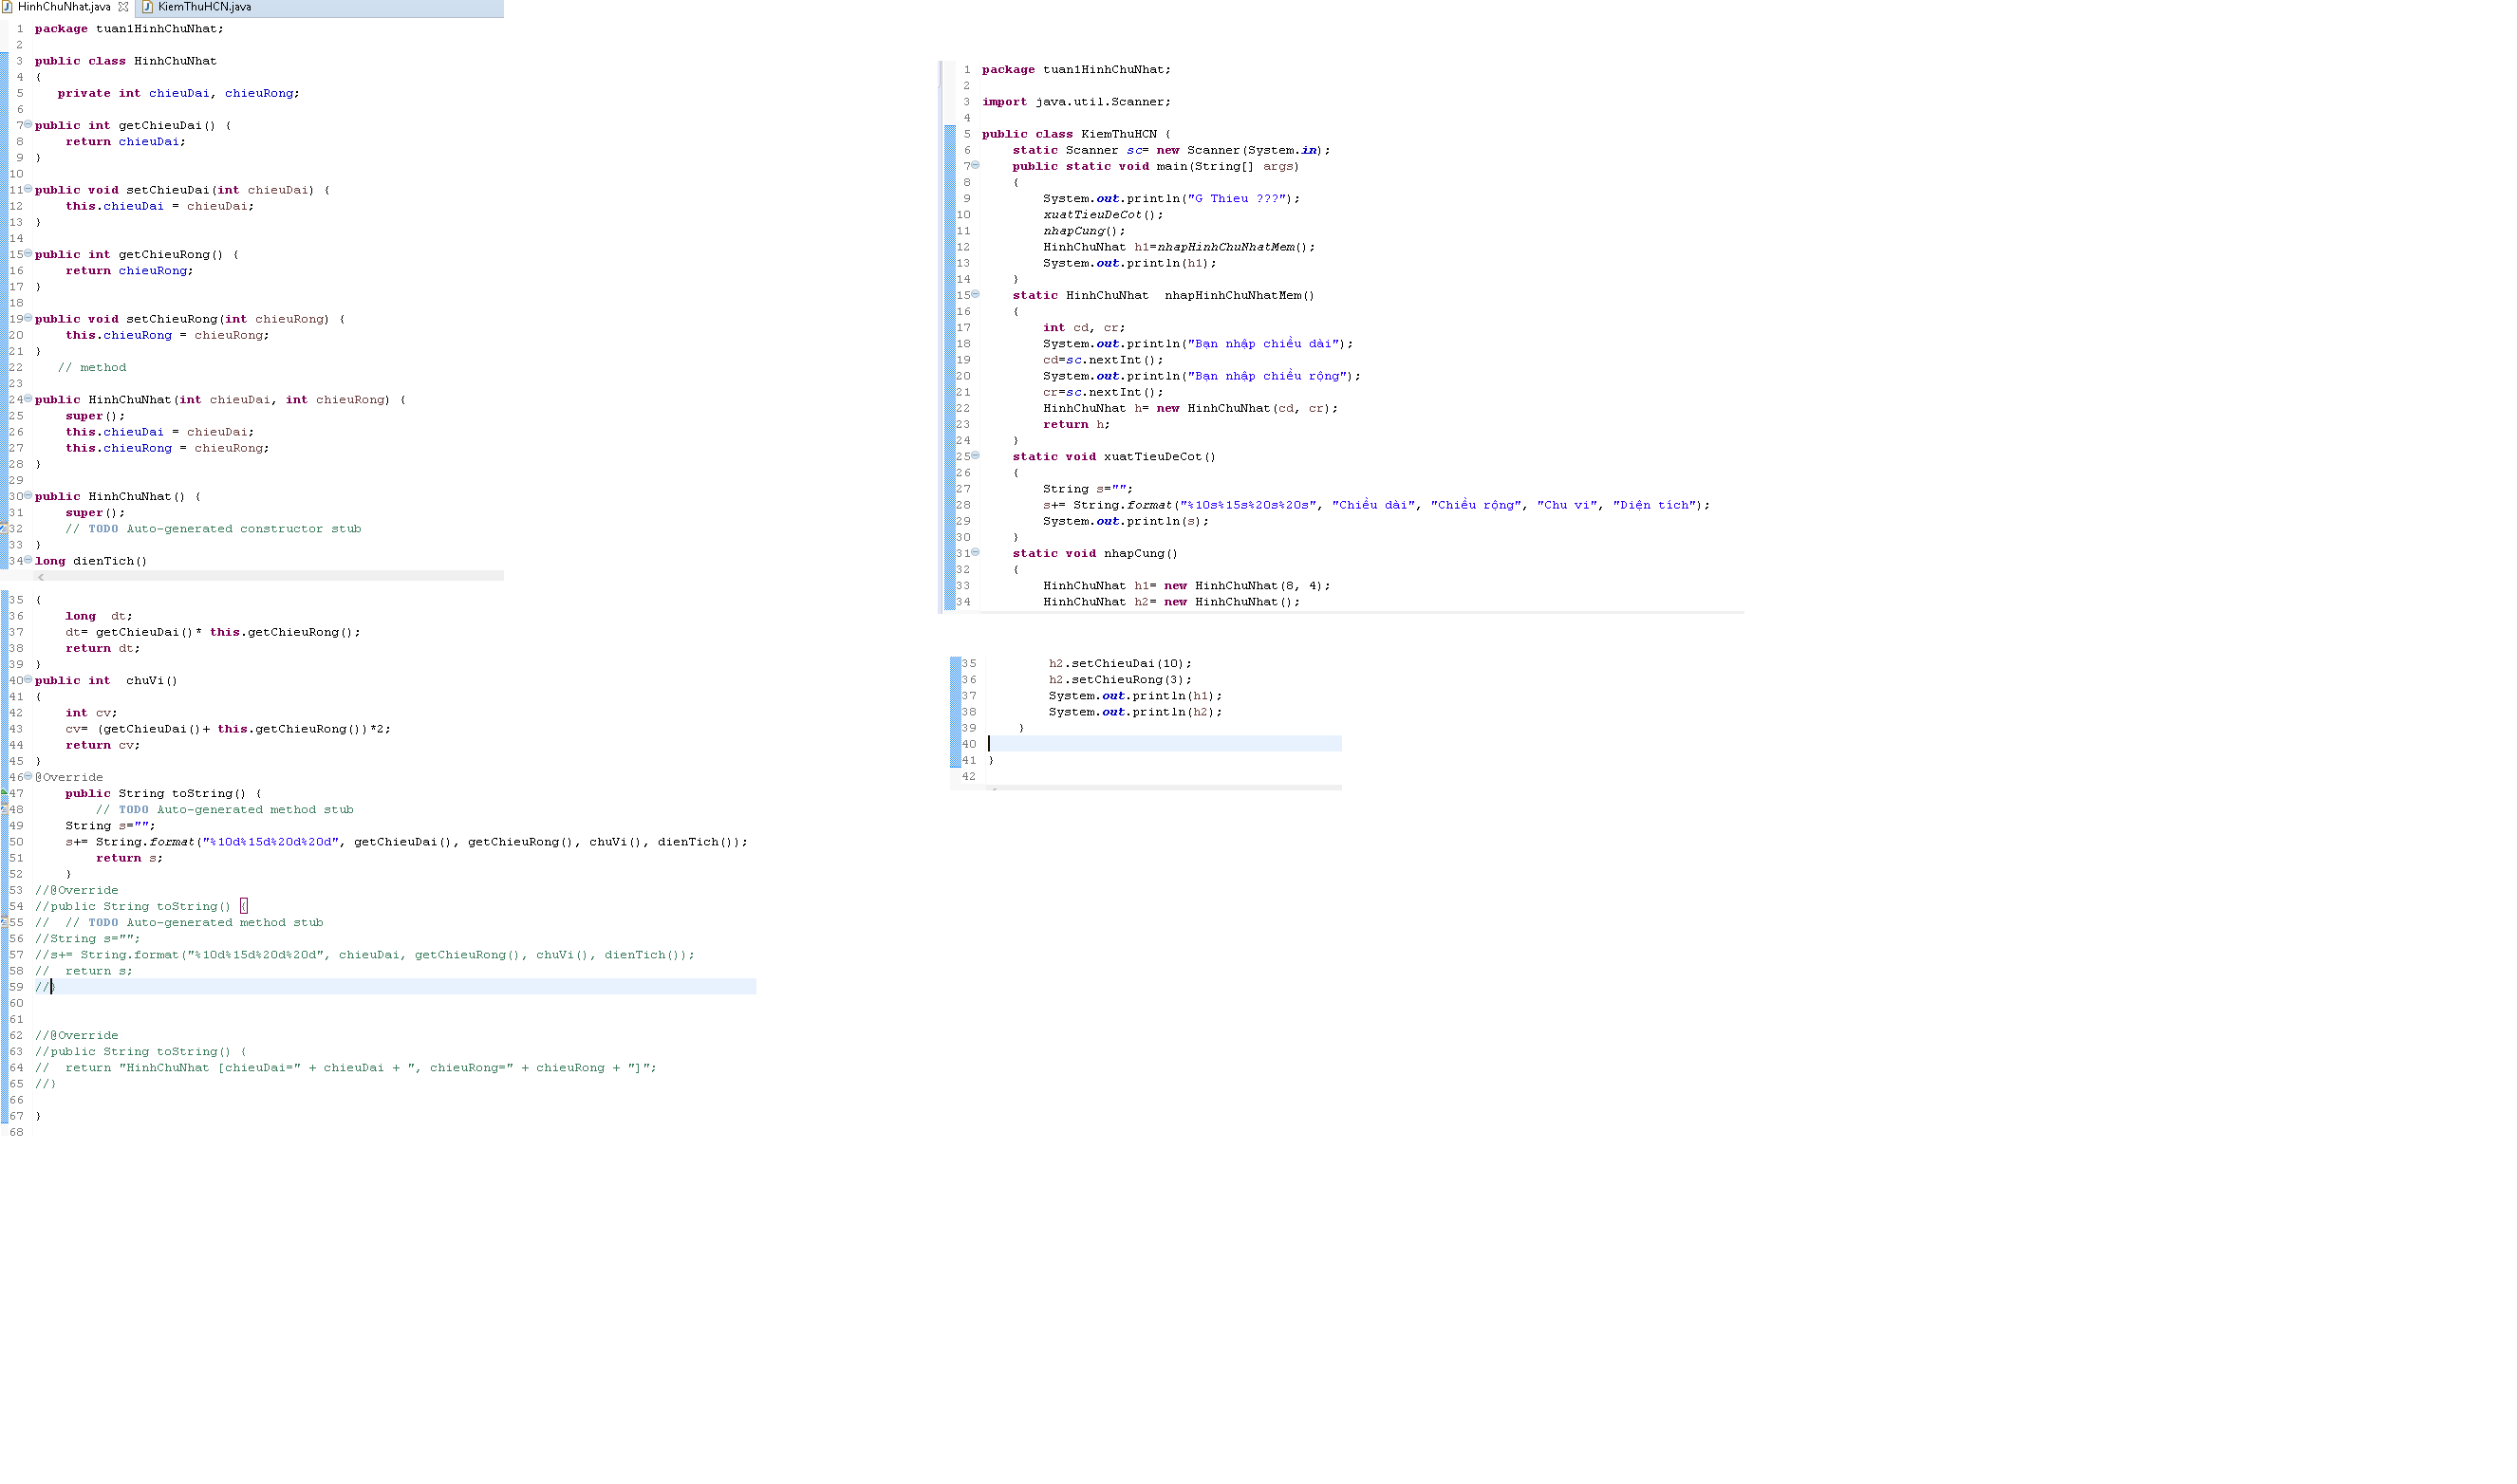 HinhChuNhat.java KiemThuHCN.java
1 package tuan1HinhChuNhat;
2
3 public class HinhChuNhat
4 {
5 private int chieuDai, chieuRong;
6
7 public int getChieuDai() {
8 return chieuDai;
9 }
10
11 public void setChieuDai(int chieuDai) {
12 this.chieuDai = chieuDai;
13 }
14
15 public int getChieuRong() {
16 return chieuRong;
17 }
18
19 public void setChieuRong(int chieuRong) {
20 this.chieuRong = chieuRong;
21 }
22 // method
23
24 public HinhChuNhat(int chieuDai, int chieuRong) {
25 super();
26 this.chieuDai = chieuDai;
27 this.chieuRong = chieuRong;
28 }
29
30 public HinhChuNhat() {
31 super();
32 // TODO Auto-generated constructor stub
33 }
34 long dienTich()
35 {
36 long dt;
37 dt= getChieuDai()* this.getChieuRong();
38 return dt;
39 }
40 public int chuVi()
41 {
42 int cv;
43 cv= (getChieuDai()+ this.getChieuRong())*2;
44 return cv;
45 }
46 @Override
47 public String toString() {
48 // TODO Auto-generated method stub
49 String s="";
50 s+= String.format("%10d%15d%20d%20d", getChieuDai(), getChieuRong(), chuVi(), dienTich());
51 return s;
52 }
53 //@Override
54 //public String toString() {
55 // // TODO Auto-generated method stub
56 //String s="";
57 //s+= String.format("%10d%15d%20d%20d", chieuDai, getChieuRong(), chuVi(), dienTich());
58 // return s;
59 //}
60
61
62 //@Override
63 //public String toString() {
64 // return "HinhChuNhat [chieuDai=" + chieuDai + ", chieuRong=" + chieuRong + "]";
65 //}
66
67 }
68
1 package tuan1HinhChuNhat;
2
3 import java.util.Scanner;
4
5 public class KiemThuHCN {
6 static Scanner sc= new Scanner(System.in);
7 public static void main(String[] args)
8 {
9 System.out.println("G Thieu ???");
10 xuatTieuDeCot();
11 nhapCung();
12 HinhChuNhat h1=nhapHinhChuNhatMem();
13 System.out.println(h1);
14 }
15 static HinhChuNhat nhapHinhChuNhatMem()
16 {
17 int cd, cr;
18 System.out.println("Bạn nhập chiều dài");
19 cd=sc.nextInt();
20 System.out.println("Bạn nhập chiều rộng");
21 cr=sc.nextInt();
22 HinhChuNhat h= new HinhChuNhat(cd, cr);
23 return h;
24 }
25 static void xuatTieuDeCot()
26 {
27 String s="";
28 s+= String.format("%10s%15s%20s%20s", "Chiều dài", "Chiều rộng", "Chu vi", "Diện tích");
29 System.out.println(s);
30 }
31 static void nhapCung()
32 {
33 HinhChuNhat h1= new HinhChuNhat(8, 4);
34 HinhChuNhat h2= new HinhChuNhat();
35 h2.setChieuDai(10);
36 h2.setChieuRong(3);
37 System.out.println(h1);
38 System.out.println(h2);
39 }
40
41 }
42